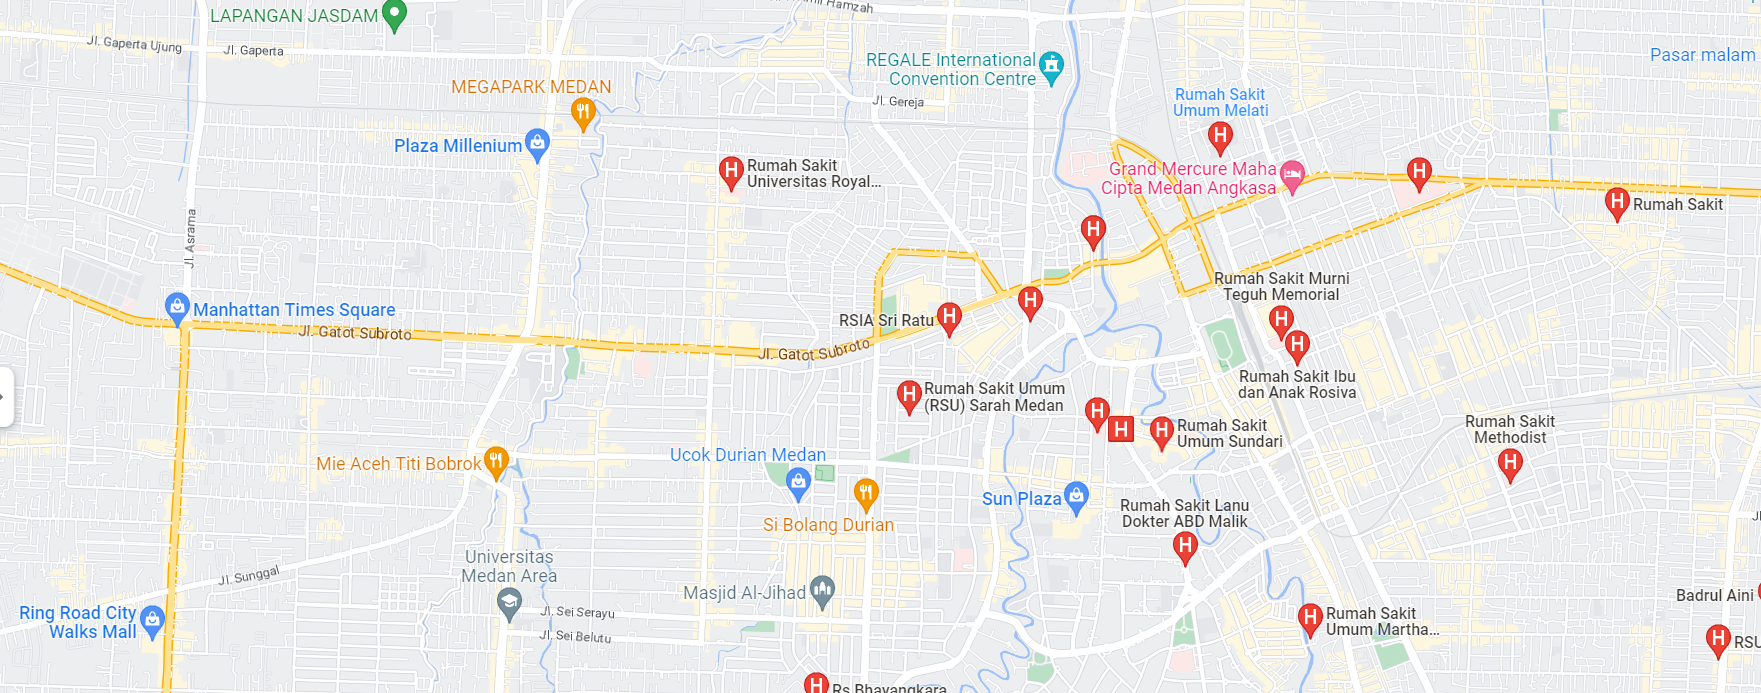 LAPANGAN JASDAM
Hamzah
Jl. Gaperta Ujung
Jl. Gaperta
REGALE International
Convention Centre
Pasar malam
MEGAPARK MEDAN
Jl. Gereja
Rumah Sakit
Umum Melati
Plaza Millenium
Rumah Sakit
Universitas Royal...
Grand Mercure Maha
Cipta Medan Angkasa
Rumah Sakit
Jl. Asrama
Rumah Sakit Murni
Teguh Memorial
Manhattan Times Square
Jl. Gatot Subroto
RSIA Sri Ratu
Jl. Gatot Subroto
Rumah Sakit Ibu
dan Anak Rosiva
Rumah Sakit Umum
(RSU) Sarah Medan
Rumah Sakit
Umum Sundari
Rumah Sakit
Methodist
Mie Aceh Titi Bobrok
Ucok Durian Medan
Sun Plaza
Si Bolang Durian
Rumah Sakit Lanu
Dokter ABD Malik
Universitas
Medan Area
Jl. Sunggal
Masjid Al-Jihad
Badrul Aini
Ring Road City
Walks Mall
Jl. Sei Serayu
Jl. Sei Belutu
Rumah Sakit
Umum Martha...
RSU
Rs Bhayangkara